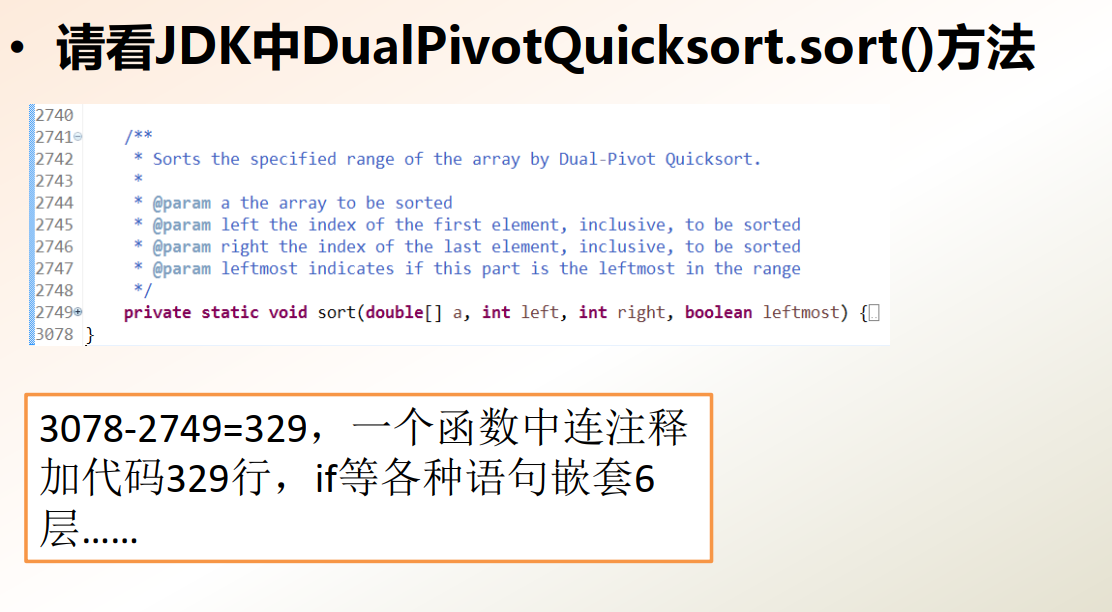 • 请看JDK中DualPivotQuicksort.sort()方法
2740
2741 /**
2742 * Sorts the specified range of the array by Dual-Pivot Quicksort.
2743 *
2744 * @param a the array to be sorted
2745 * @param left the index of the first element, inclusive, to be sorted
2746 * @param right the index of the last element, inclusive, to be sorted
2747 * @param leftmost indicates if this part is the leftmost in the range
2748 */
2749 private static void sort(double[] a, int left, int right, boolean leftmost) {
3078 }
3078-2749=329，一个函数中连注释
加代码329行，if等各种语句嵌套6
层……